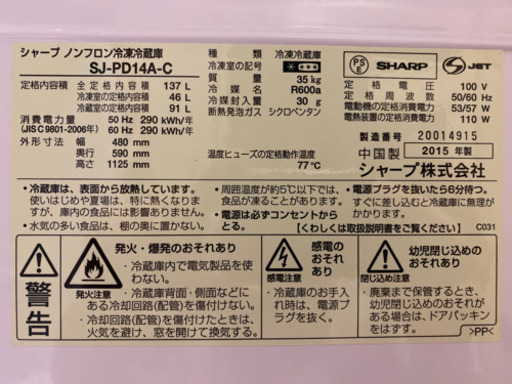 シャープ ノンフロン冷凍冷蔵庫
SJ-PD14A-C
定格内容積 全定格内容積 137 L
冷凍室の定格内容積 46 L
冷蔵室の定格内容積 91 L
消費電力量 50 Hz 290 kWh/年
(JIS C 9801-2006年) 60 Hz 290 kWh/年
外形寸法 幅 480 mm
奥行 590 mm
高さ 1125 mm
冷凍冷蔵庫
冷凍室の記号
質量 35 kg
冷媒 R600a
冷媒封入量 30 g
断熱発泡ガス シクロペンタン
温度ヒューズの定格動作温度
77℃
PS
E
SHARP
S JET
定格電圧 100 V
定格周波数 50/60 Hz
電動機の定格消費電力 53/57 W
電熱装置の定格消費電力 110 W
製造番号 20014915
中国製 2015 年製
シャープ株式会社
・冷蔵庫は、表面から放熱しています。
使いはじめや夏場は、特に熱くなります
が、庫内の食品には影響ありません。
・水気の多い食品は、棚の奥に置かない。
・周囲温度が約5℃以下では、
食品が凍ることがあります。
・電源は必ずコンセントから
とる。
・電源プラグを抜いたら6分待つ。
すぐに差し込むと冷蔵庫に無理が
かかり、故障の原因になります。
【くわしくは取扱説明書をご覧ください】
C031
警告
発火注意
発火・爆発のおそれあり
・冷蔵庫内で電気製品を使わ
ない。
・冷蔵庫背面・側面などに
ある冷却回路(配管)を傷付けない。
・冷却回路(配管)を傷付けたときは、
火気を避け、窓を開けて換気する。
感電注意
感電の
おそれあり
・冷蔵庫のお手入
れ時は、電源プ
ラグを抜く。
閉じ込め注意
幼児閉じ込めの
おそれあり
・廃棄まで保管するとき、
幼児閉じ込めのおそれが
ある場合は、ドアパッキン
をはずす。
>PP<